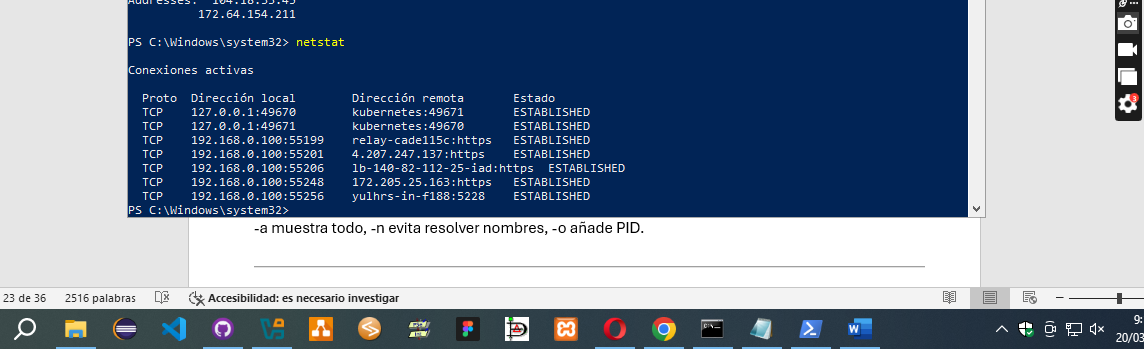 Addresses: 104.18.33.45
172.64.154.211
PS C:\Windows\system32> netstat
Conexiones activas
Proto  Dirección local        Dirección remota       Estado
TCP    127.0.0.1:49670        kubernetes:49671       ESTABLISHED
TCP    127.0.0.1:49671        kubernetes:49670       ESTABLISHED
TCP    192.168.0.100:55199    relay-cade115c:https   ESTABLISHED
TCP    192.168.0.100:55201    4.207.247.137:https    ESTABLISHED
TCP    192.168.0.100:55206    lb-140-82-112-25-iad:https  ESTABLISHED
TCP    192.168.0.100:55248    172.205.25.163:https   ESTABLISHED
TCP    192.168.0.100:55256    yulhrs-in-f188:5228    ESTABLISHED
PS C:\Windows\system32>
-a muestra todo, -n evita resolver nombres, -o añade PID.
23 de 36   2516 palabras   Accesibilidad: es necesario investigar